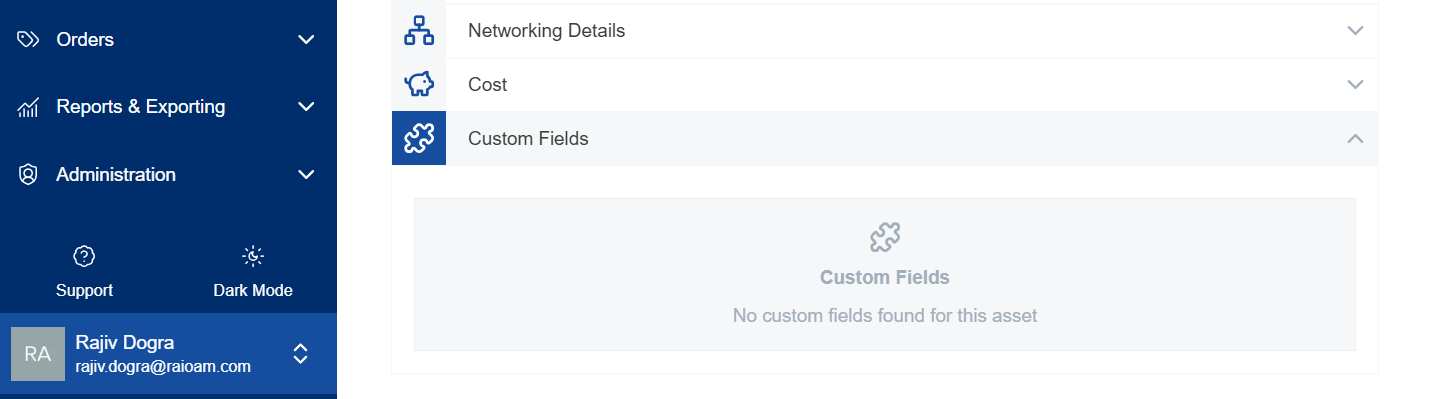 Orders
Reports & Exporting
Administration
Support
Dark Mode
RA
Rajiv Dogra
rajiv.dogra@raioam.com
Networking Details
Cost
Custom Fields
Custom Fields
No custom fields found for this asset